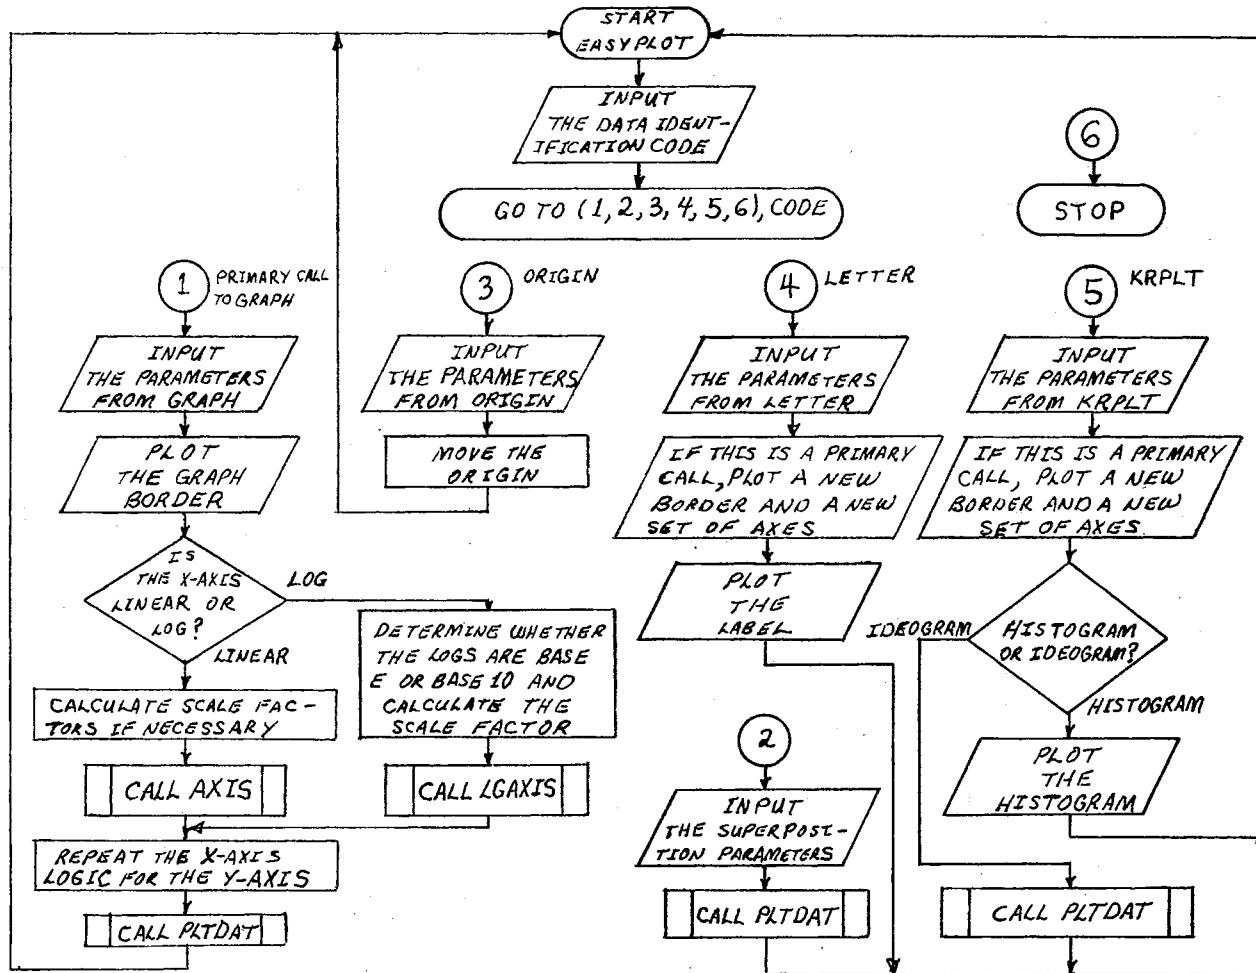 START
EASYPLOT
INPUT
THE DATA IDENT-
IFICATION CODE
GO TO (1, 2, 3, 4, 5, 6), CODE
6
STOP
1
PRIMARY CALL
TO GRAPH
INPUT
THE PARAMETERS
FROM GRAPH
PLOT
THE GRAPH
BORDER
IS
THE X-AXIS
LINEAR OR
LOG?
LOG
LINEAR
CALCULATE SCALE FAC-
TORS IF NECESSARY
CALL AXIS
DETERMINE WHETHER
THE LOGS ARE BASE
E OR BASE 10 AND
CALCULATE THE
SCALE FACTOR
CALL LGAXIS
REPEAT THE X-AXIS
LOGIC FOR THE Y-AXIS
CALL PLTDAT
3
ORIGIN
INPUT
THE PARAMETERS
FROM ORIGIN
MOVE THE
ORIGIN
4
LETTER
INPUT
THE PARAMETERS
FROM LETTER
IF THIS IS A PRIMARY
CALL, PLOT A NEW
BORDER AND A NEW
SET OF AXES
PLOT
THE
LABEL
2
INPUT
THE SUPERPOSI-
TION PARAMETERS
CALL PLTDAT
5
KRPLT
INPUT
THE PARAMETERS
FROM KRPLT
IF THIS IS A PRIMARY
CALL, PLOT A NEW
BORDER AND A NEW
SET OF AXES
HISTOGRAM
OR IDEOGRAM?
IDEOGRAM
HISTOGRAM
PLOT
THE
HISTOGRAM
CALL PLTDAT